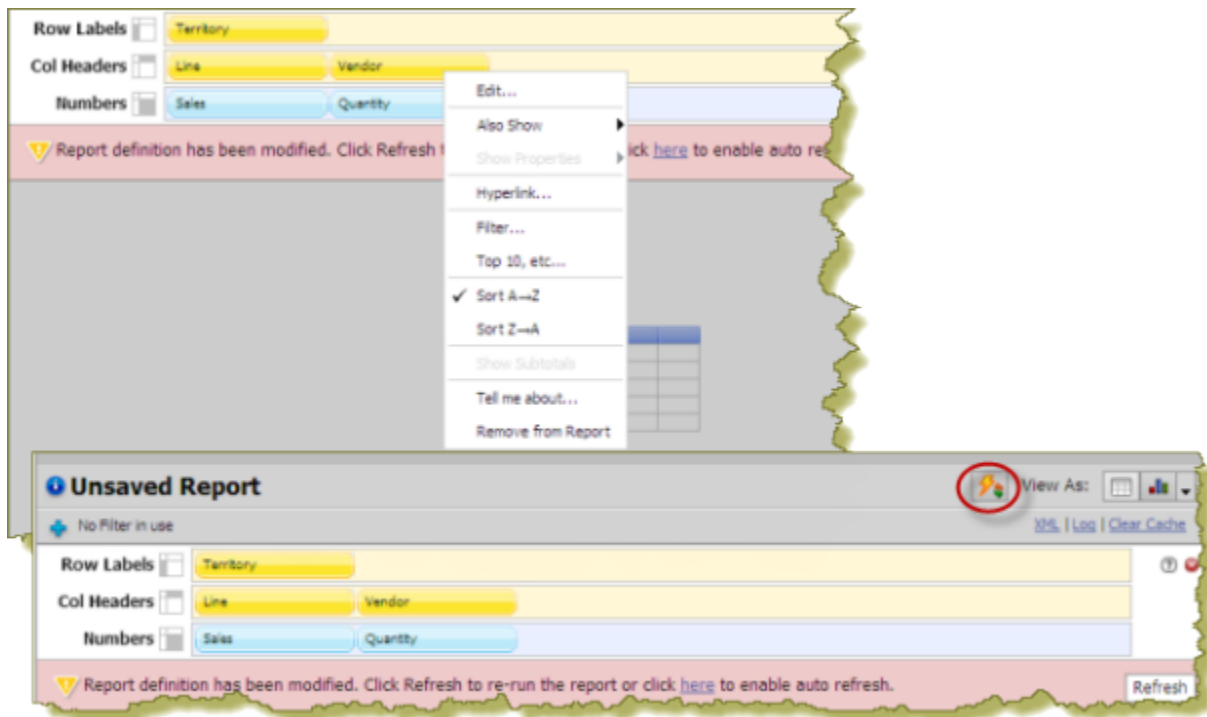 Row Labels Territory
Col Headers Line Vendor
Numbers Sales Quantity
Report definition has been modified. Click Refresh ick here to enable auto re
Edit...
Also Show
Show Properties
Hyperlink...
Filter...
Top 10, etc...
✓ Sort A→Z
Sort Z→A
Show Subtotals
Tell me about...
Remove from Report
Unsaved Report View As:
No Filter in use XML | Log | Clear Cache
Row Labels Territory
Col Headers Line Vendor
Numbers Sales Quantity
Report definition has been modified. Click Refresh to re-run the report or click here to enable auto refresh. Refresh